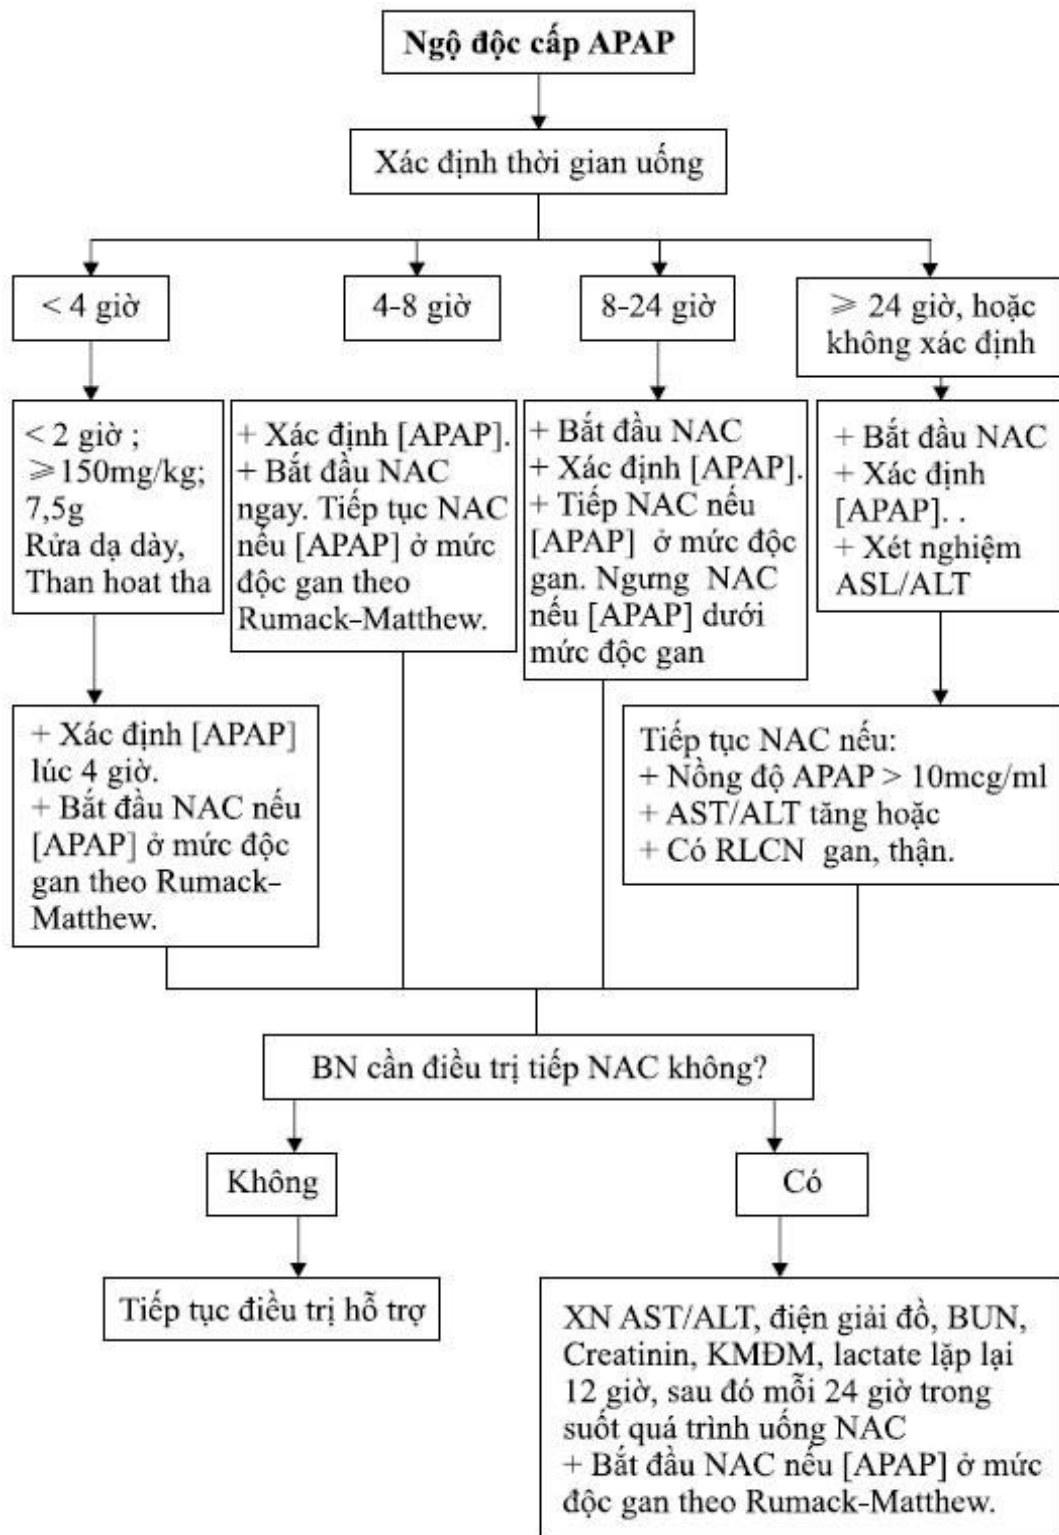 Ngộ độc cấp APAP
Xác định thời gian uống
< 4 giờ
4-8 giờ
8-24 giờ
≥ 24 giờ, hoặc
không xác định
< 2 giờ ;
≥150mg/kg;
7,5g
Rửa dạ dày,
Than hoat tha
+ Xác định [APAP].
+ Bắt đầu NAC
ngay. Tiếp tục NAC
nếu [APAP] ở mức
độc gan theo
Rumack-Matthew.
+ Bắt đầu NAC
+ Xác định [APAP].
+ Tiếp NAC nếu
[APAP] ở mức độc
gan. Ngưng NAC
nếu [APAP] dưới
mức độc gan
+ Bắt đầu NAC
+ Xác định
[APAP]. .
+ Xét nghiệm
ASL/ALT
+ Xác định [APAP]
lúc 4 giờ.
+ Bắt đầu NAC nếu
[APAP] ở mức độc
gan theo Rumack-
Matthew.
Tiếp tục NAC nếu:
+ Nồng độ APAP > 10mcg/ml
+ AST/ALT tăng hoặc
+ Có RLCN gan, thận.
BN cần điều trị tiếp NAC không?
Không
Có
Tiếp tục điều trị hỗ trợ
XN AST/ALT, điện giải đồ, BUN,
Creatinin, KMĐM, lactate lặp lại
12 giờ, sau đó mỗi 24 giờ trong
suốt quá trình uống NAC
+ Bắt đầu NAC nếu [APAP] ở mức
độc gan theo Rumack-Matthew.